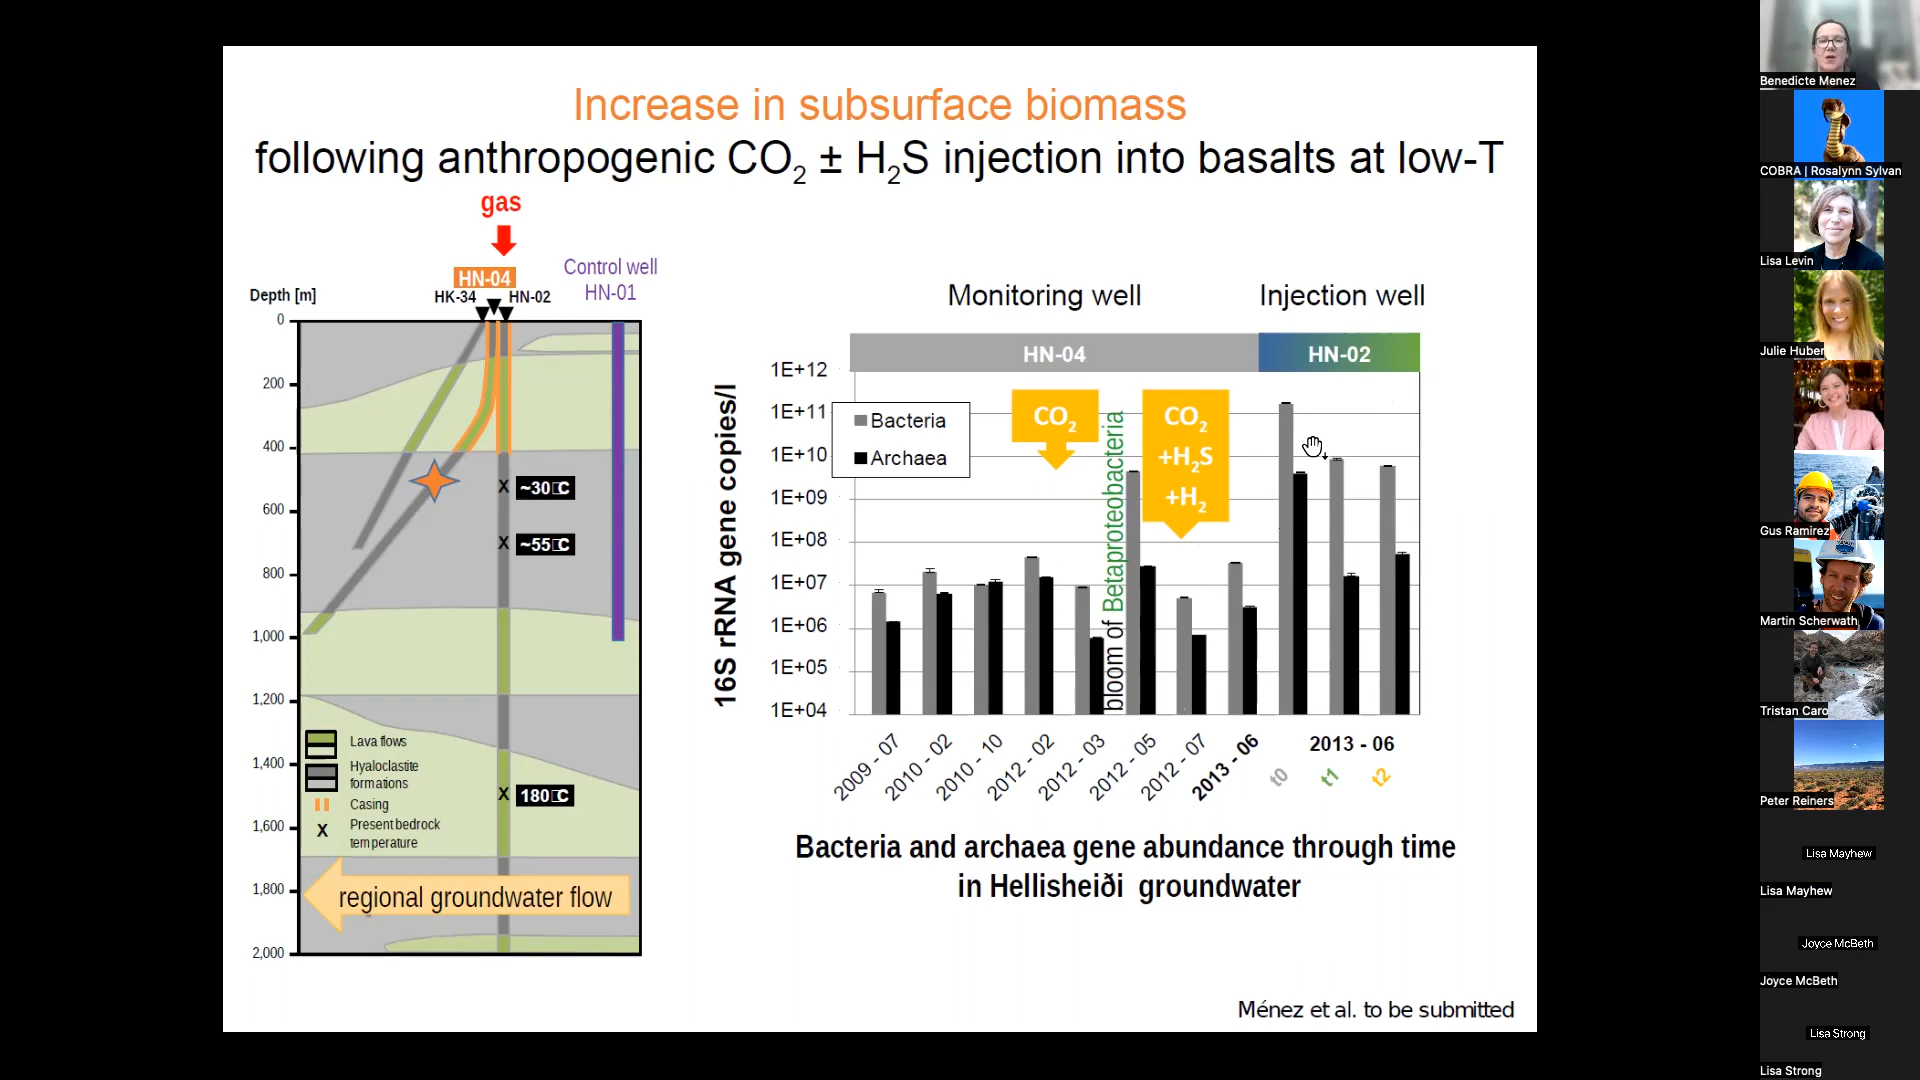 Increase in subsurface biomass
following anthropogenic CO2 ± H2S injection into basalts at low-T
gas
HN-04
HK-34
HN-02
Control well
HN-01
Depth [m]
0
200
400
600
800
1,000
1,200
1,400
1,600
1,800
2,000
X ~30□C
X ~55□C
X 180□C
Lava flows
Hyaloclastite
formations
Casing
X Present bedrock
temperature
regional groundwater flow
Monitoring well
Injection well
HN-04
HN-02
16S rRNA gene copies/l
1E+12
1E+11
1E+10
1E+09
1E+08
1E+07
1E+06
1E+05
1E+04
Bacteria
Archaea
CO2
bloom of Betaproteobacteria
CO2
+H2S
+H2
2009 - 07
2010 - 02
2010 - 10
2012 - 02
2012 - 03
2012 - 05
2012 - 07
2013 - 06
2013 - 06
t0
t1
t2
Bacteria and archaea gene abundance through time
in Hellisheiði groundwater
Ménez et al. to be submitted
Benedicte Menez
COBRA | Rosalynn Sylvan
Lisa Levin
Julie Huber
Gus Ramirez
Martin Scherwath
Tristan Caro
Peter Reiners
Lisa Mayhew
Lisa Mayhew
Joyce McBeth
Joyce McBeth
Lisa Strong
Lisa Strong